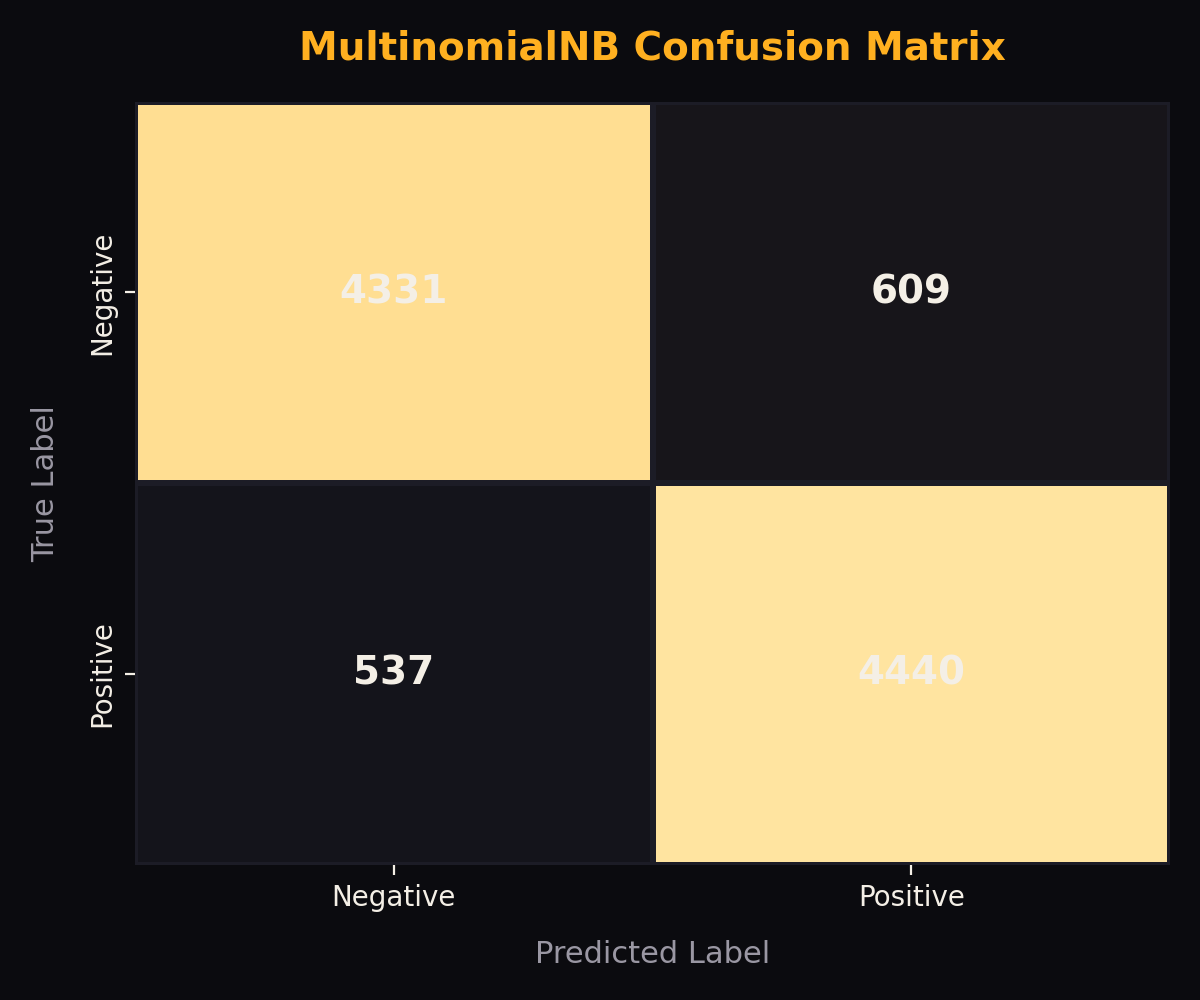 MultinomialNB Confusion Matrix
Negative
4331
609
True Label
Positive
537
4440
Negative
Positive
Predicted Label